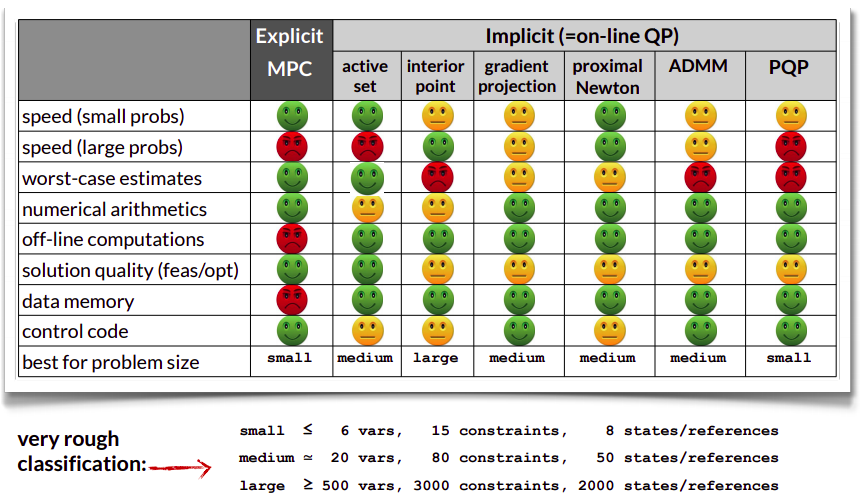 Explicit MPC
Implicit (=on-line QP)
active set
interior point
gradient projection
proximal Newton
ADMM
PQP
speed (small probs)
speed (large probs)
worst-case estimates
numerical arithmetics
off-line computations
solution quality (feas/opt)
data memory
control code
best for problem size small medium large medium medium medium small
very rough
classification:
small ≤ 6 vars, 15 constraints, 8 states/references
medium ≃ 20 vars, 80 constraints, 50 states/references
large ≥ 500 vars, 3000 constraints, 2000 states/references